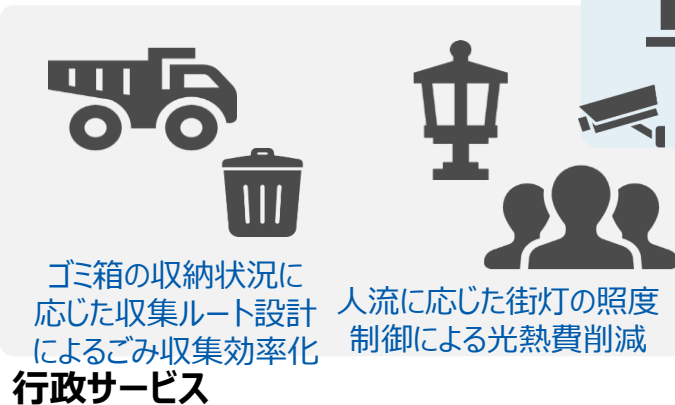 ゴミ箱の収納状況に
応じた収集ルート設計
によるごみ収集効率化
人流に応じた街灯の照度
制御による光熱費削減
行政サービス